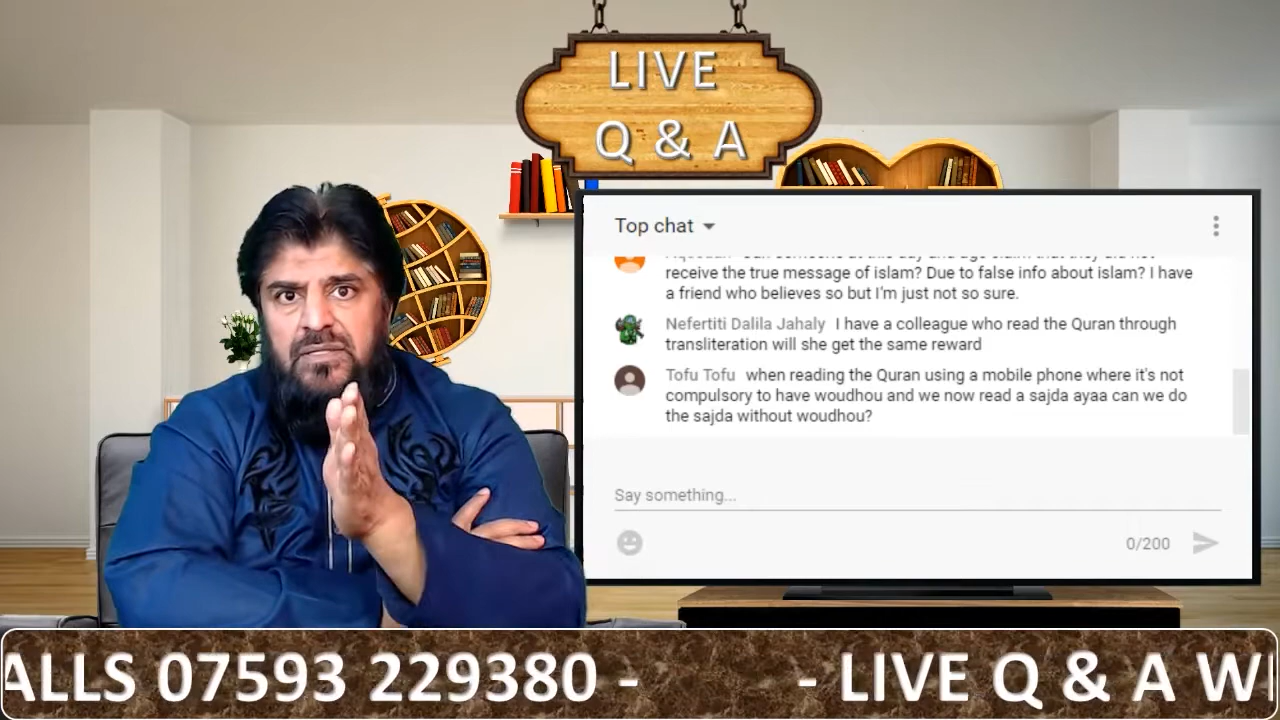 LIVE
Q & A
Top chat
receive the true message of islam? Due to false info about islam? I have
a friend who believes so but I'm just not so sure.
Nefertiti Dalila Jahaly I have a colleague who read the Quran through
transliteration will she get the same reward
Tofu Tofu when reading the Quran using a mobile phone where it's not
compulsory to have woudhou and we now read a sajda ayaa can we do
the sajda without woudhou?
Say something...
0/200
ALLS 07593 229380 - - LIVE Q & A W